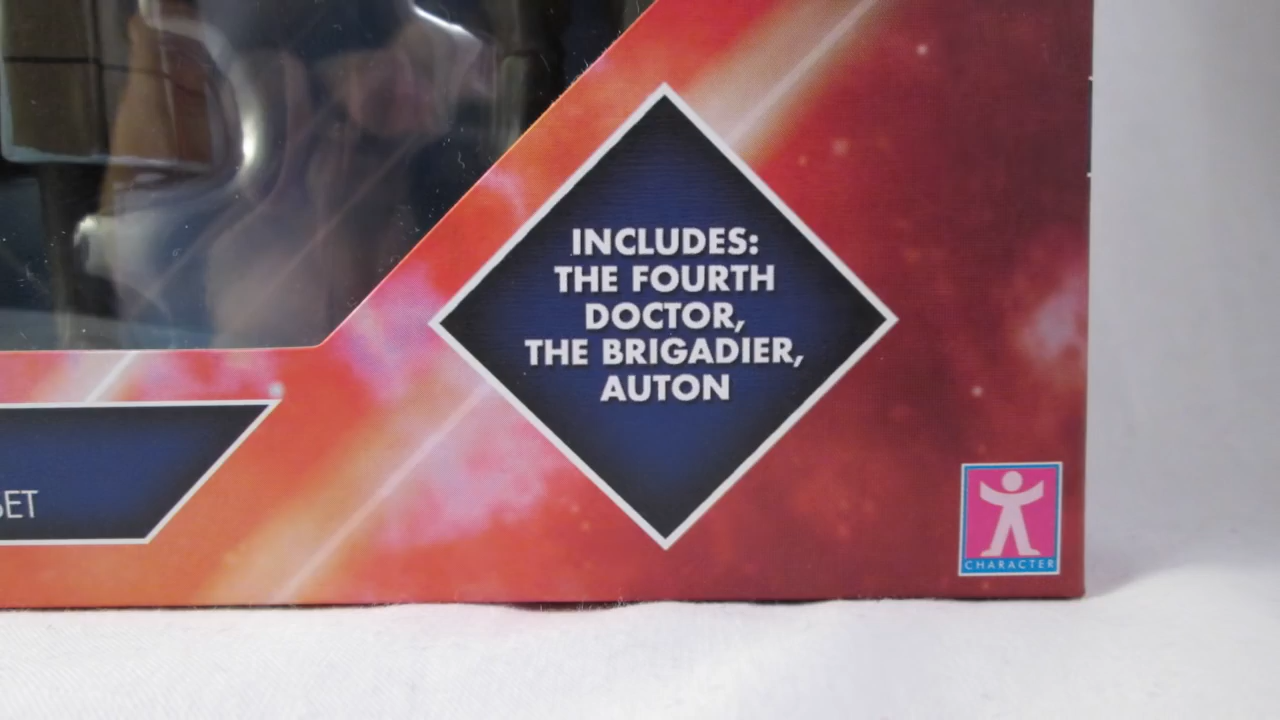 INCLUDES:
THE FOURTH
DOCTOR,
THE BRIGADIER,
AUTON
CHARACTER